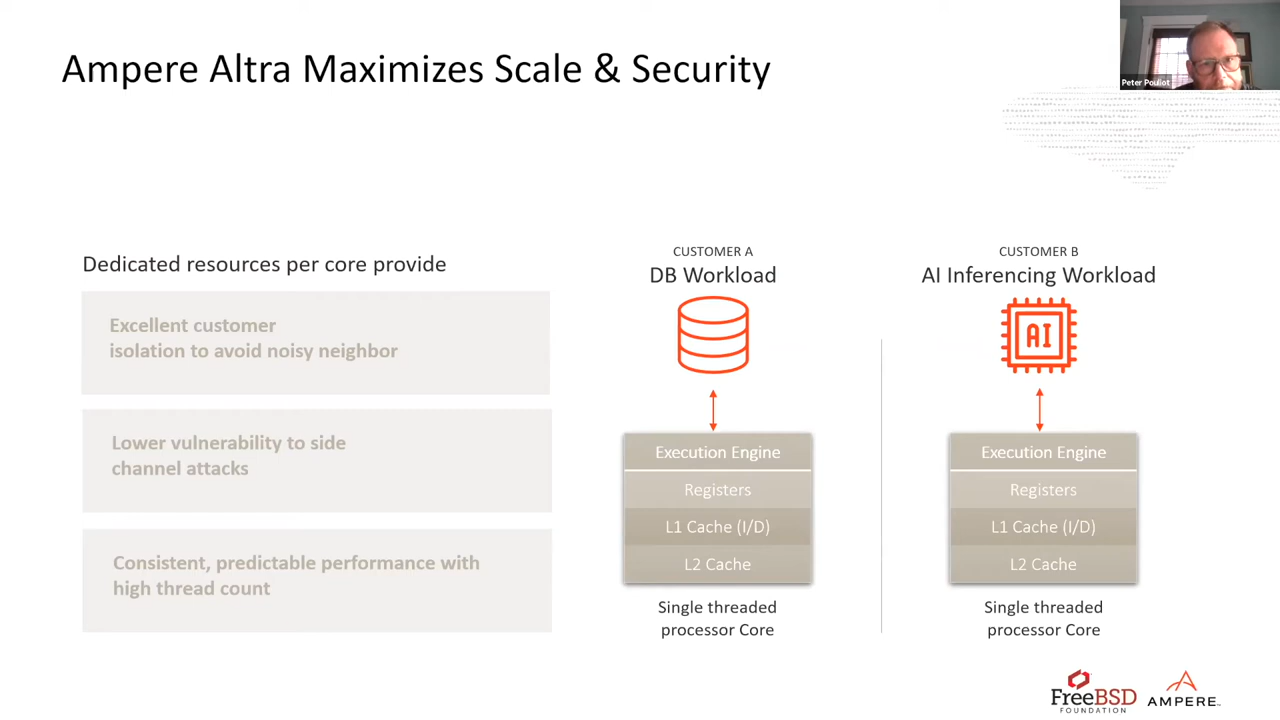 Ampere Altra Maximizes Scale & Security
Peter Pouliot
Dedicated resources per core provide
Excellent customer
isolation to avoid noisy neighbor
Lower vulnerability to side
channel attacks
Consistent, predictable performance with
high thread count
CUSTOMER A
DB Workload
Execution Engine
Registers
L1 Cache (I/D)
L2 Cache
Single threaded
processor Core
CUSTOMER B
AI Inferencing Workload
AI
Execution Engine
Registers
L1 Cache (I/D)
L2 Cache
Single threaded
processor Core
FreeBSD
FOUNDATION
AMPERE